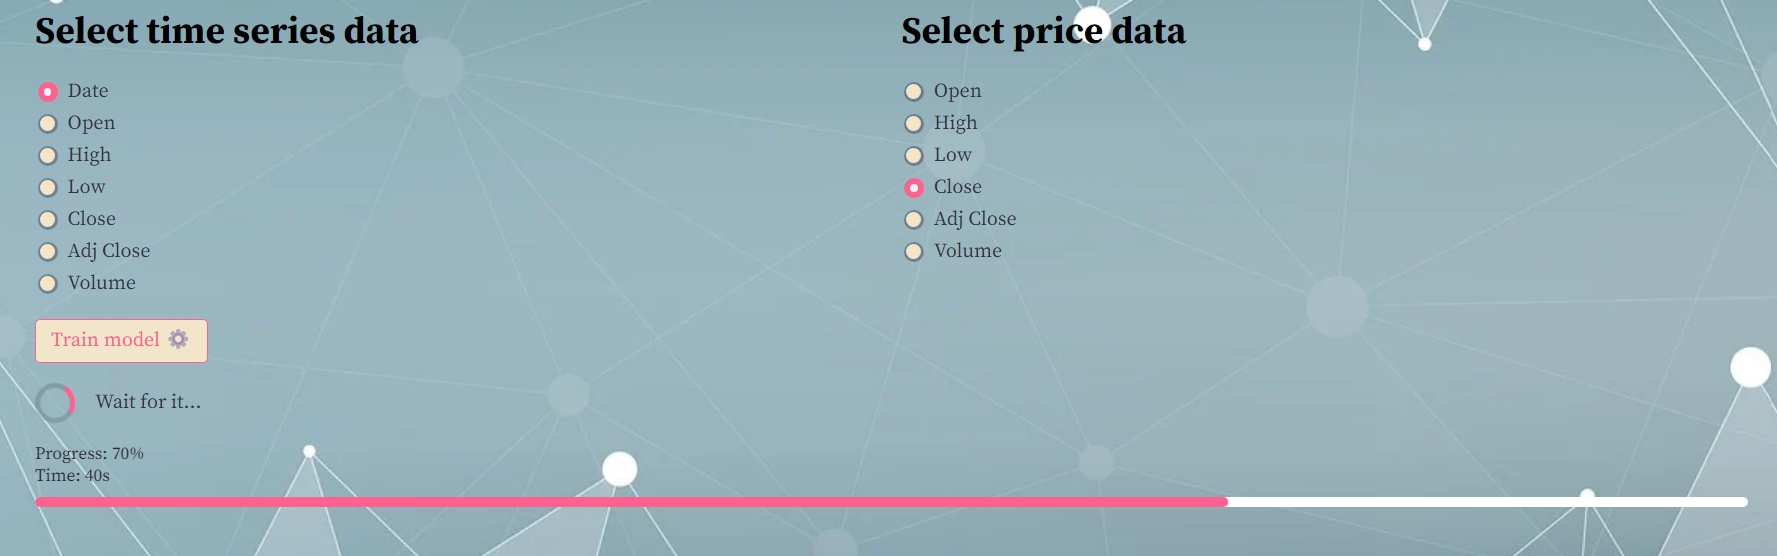 Select time series data
Date
Open
High
Low
Close
Adj Close
Volume
Select price data
Open
High
Low
Close
Adj Close
Volume
Train model
Wait for it...
Progress: 70%
Time: 40s